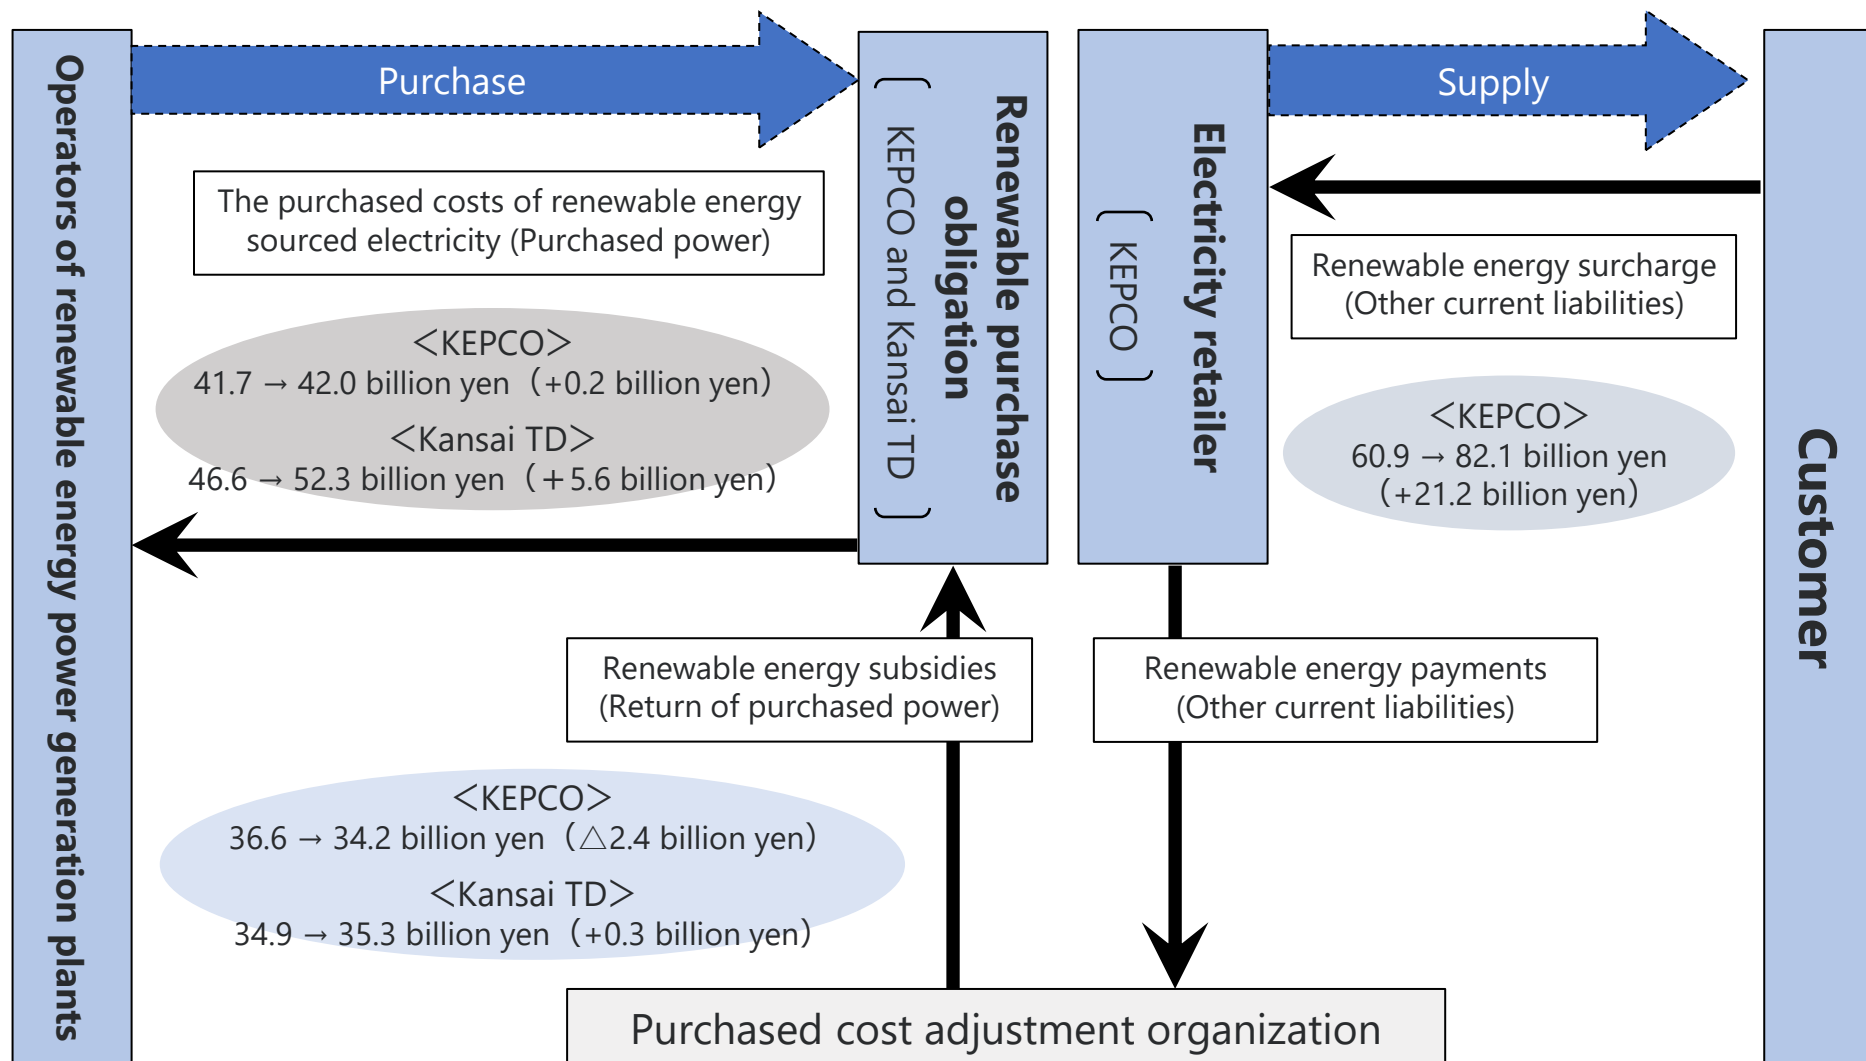 Operators of renewable energy power generation plants
Purchase
The purchased costs of renewable energy
sourced electricity (Purchased power)
<KEPCO>
41.7 → 42.0 billion yen（+0.2 billion yen）
<Kansai TD>
46.6 → 52.3 billion yen（＋5.6 billion yen）
Renewable purchase
obligation
KEPCO and Kansai TD
Electricity retailer
KEPCO
Supply
Renewable energy surcharge
(Other current liabilities)
<KEPCO>
60.9 → 82.1 billion yen
（+21.2 billion yen）
Customer
Renewable energy subsidies
(Return of purchased power)
Renewable energy payments
(Other current liabilities)
<KEPCO>
36.6 → 34.2 billion yen（△2.4 billion yen）
<Kansai TD>
34.9 → 35.3 billion yen（+0.3 billion yen）
Purchased cost adjustment organization